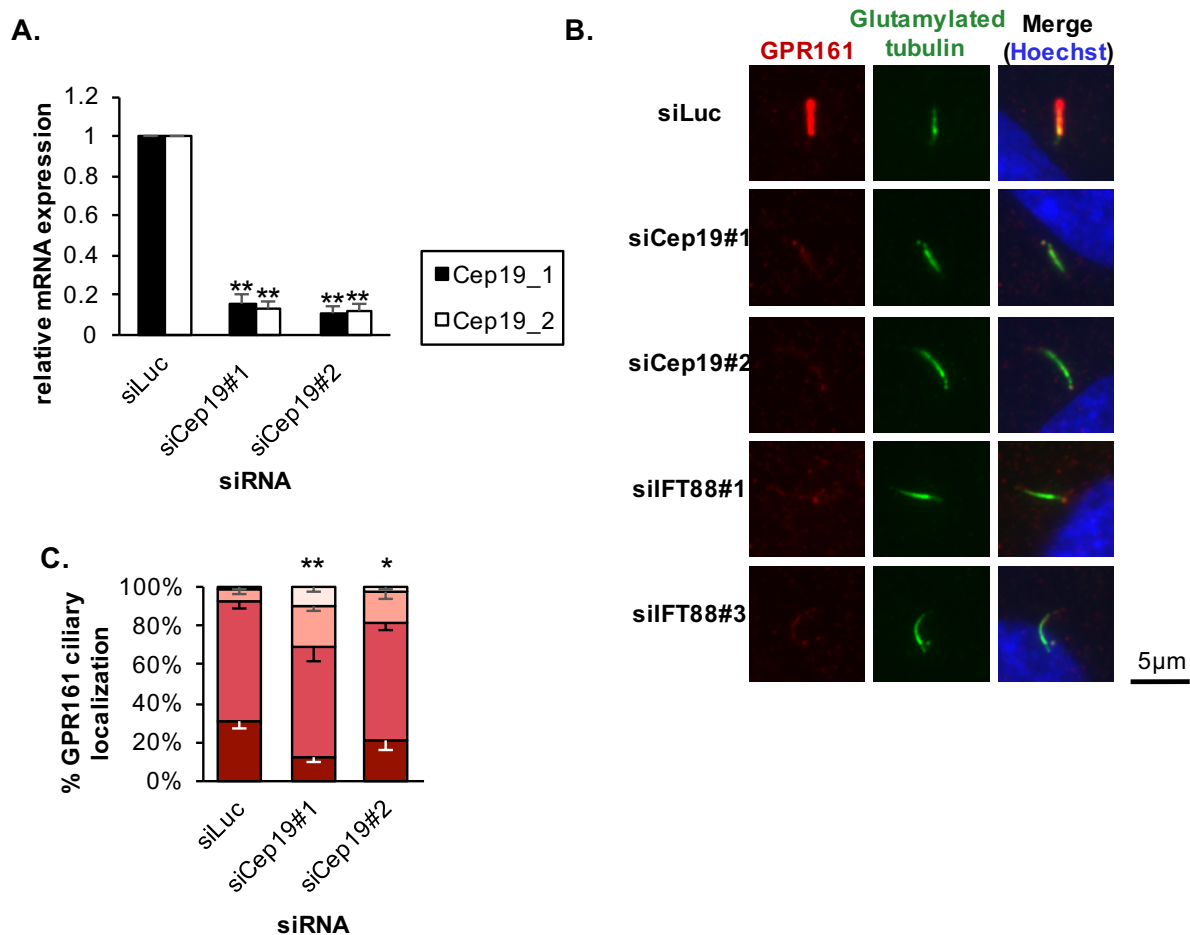 A.
relative mRNA expression
1.2
1
0.8
0.6
0.4
0.2
0
** ** ** **
siLuc
siCep19#1
siCep19#2
siRNA
Cep19_1
Cep19_2
B.
GPR161
Glutamylated
tubulin
Merge
(Hoechst)
siLuc
siCep19#1
siCep19#2
siIFT88#1
siIFT88#3
5µm
C.
% GPR161 ciliary
localization
100%
80%
60%
40%
20%
0%
** *
siLuc
siCep19#1
siCep19#2
siRNA